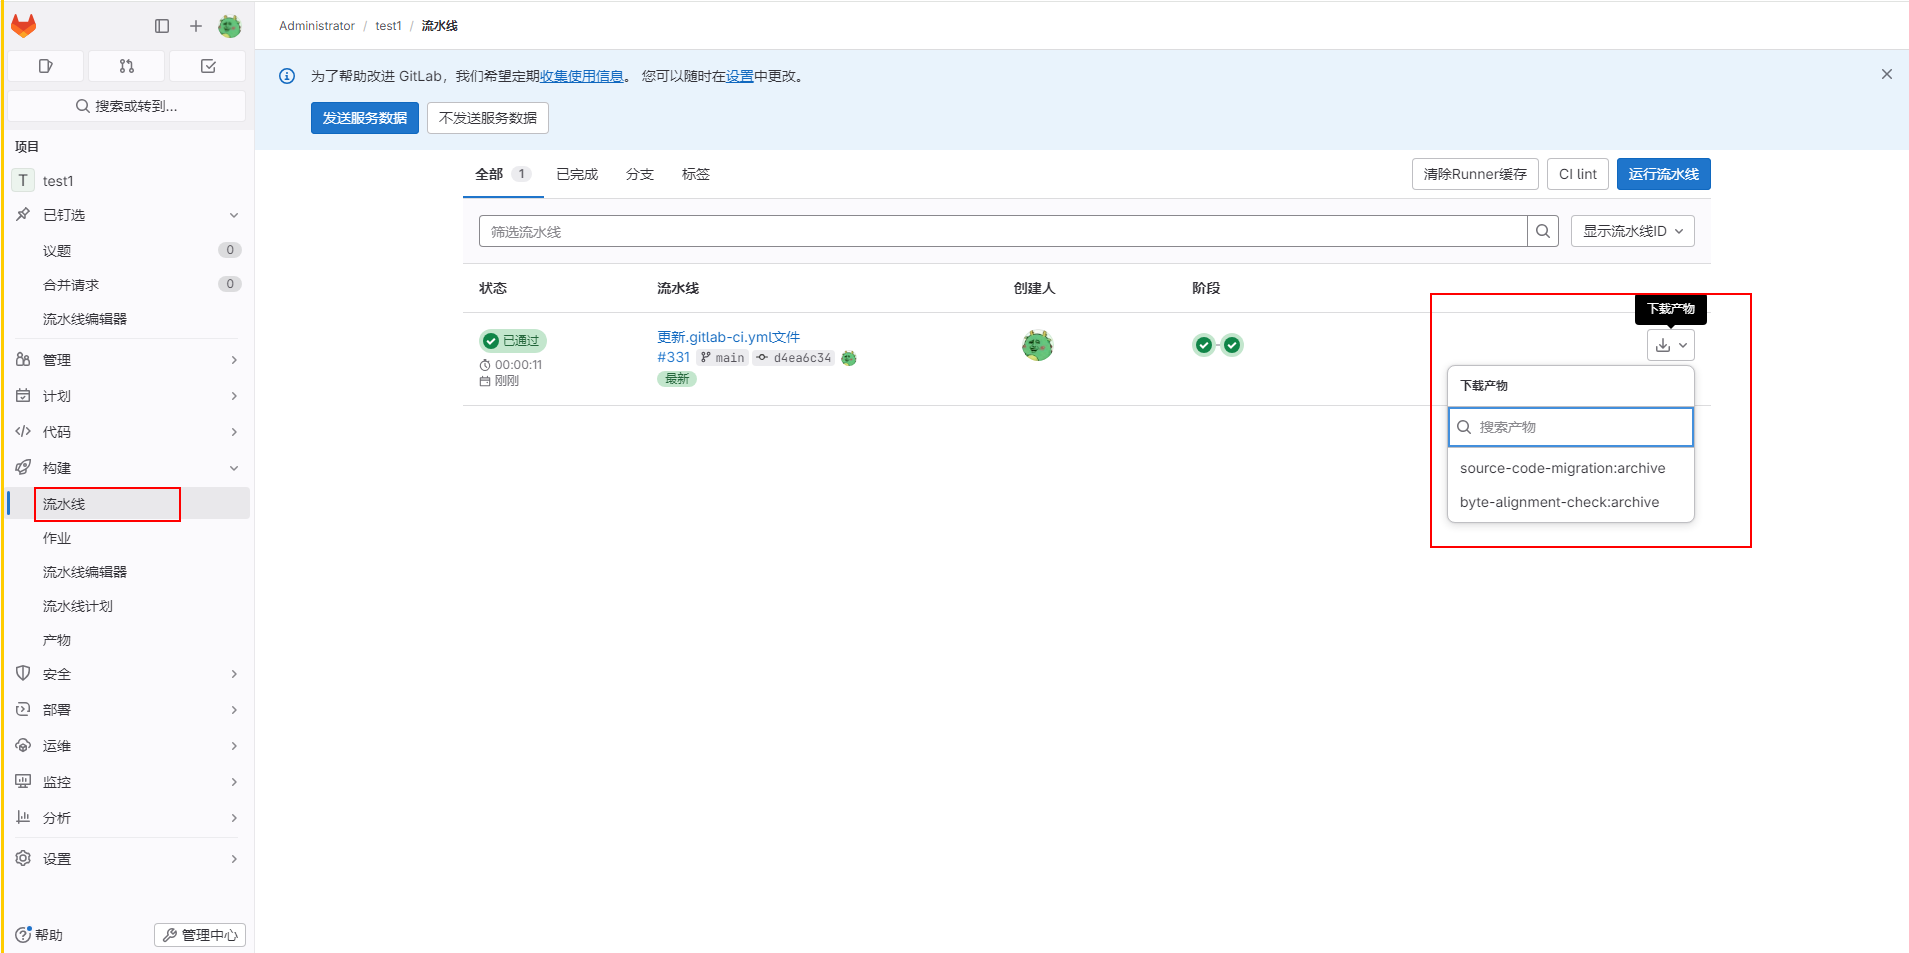 Administrator / test1 / 流水线
搜索或转到...
项目
T test1
已钉选
议题 0
合并请求 0
流水线编辑器
管理
计划
代码
构建
流水线
作业
流水线编辑器
流水线计划
产物
安全
部署
运维
监控
分析
设置
帮助
管理中心
为了帮助改进 GitLab，我们希望定期收集使用信息。 您可以随时在设置中更改。
发送服务数据 不发送服务数据
全部 1 已完成 分支 标签
清除Runner缓存 CI lint 运行流水线
筛选流水线
显示流水线ID
状态 流水线 创建人 阶段
已通过
00:00:11
刚刚
更新.gitlab-ci.yml文件
#331 main d4ea6c34
最新
下载产物
下载产物
搜索产物
source-code-migration:archive
byte-alignment-check:archive